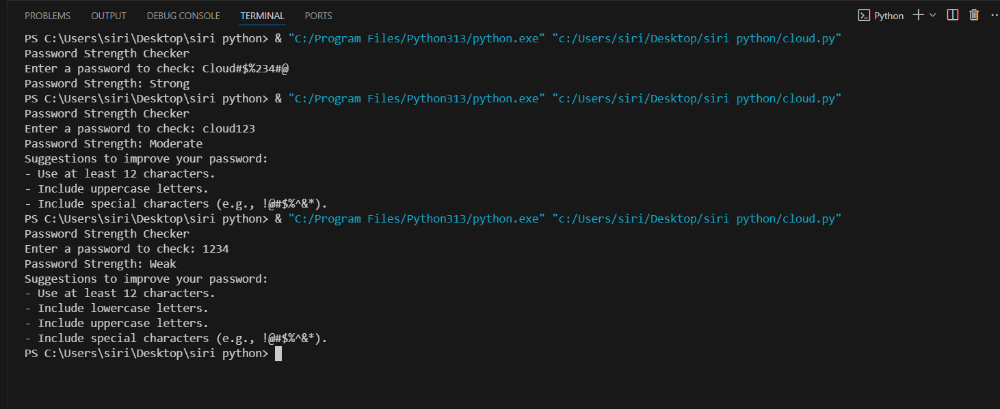 PROBLEMS OUTPUT DEBUG CONSOLE TERMINAL PORTS Python
PS C:\Users\siri\Desktop\siri python> & "C:/Program Files/Python313/python.exe" "c:/Users/siri/Desktop/siri python/cloud.py"
Password Strength Checker
Enter a password to check: Cloud#$%234#@
Password Strength: Strong
PS C:\Users\siri\Desktop\siri python> & "C:/Program Files/Python313/python.exe" "c:/Users/siri/Desktop/siri python/cloud.py"
Password Strength Checker
Enter a password to check: cloud123
Password Strength: Moderate
Suggestions to improve your password:
- Use at least 12 characters.
- Include uppercase letters.
- Include special characters (e.g., !@#$%^&*).
PS C:\Users\siri\Desktop\siri python> & "C:/Program Files/Python313/python.exe" "c:/Users/siri/Desktop/siri python/cloud.py"
Password Strength Checker
Enter a password to check: 1234
Password Strength: Weak
Suggestions to improve your password:
- Use at least 12 characters.
- Include lowercase letters.
- Include uppercase letters.
- Include special characters (e.g., !@#$%^&*).
PS C:\Users\siri\Desktop\siri python>